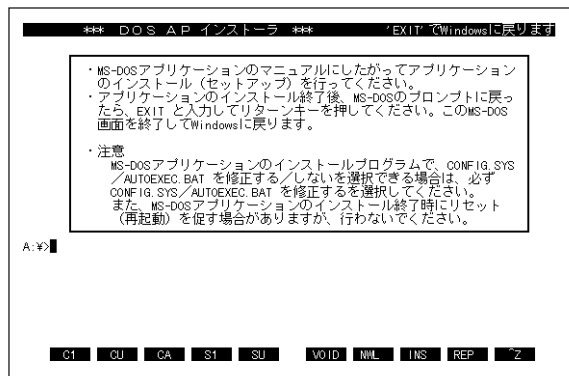 *** DOS AP インストーラ *** 'EXIT'でWindowsに戻ります
・MS-DOSアプリケーションのマニュアルにしたがってアプリケーション
のインストール（セットアップ）を行ってください。
・アプリケーションのインストール終了後、MS-DOSのプロンプトに戻っ
たら、EXIT と入力してリターンキーを押してください。このMS-DOS
画面を終了してWindowsに戻ります。
・注意
MS-DOSアプリケーションのインストールプログラムで、CONFIG.SYS
／AUTOEXEC.BAT を修正する／しないを選択できる場合は、必ず
CONFIG.SYS／AUTOEXEC.BAT を修正するを選択してください。
また、MS-DOSアプリケーションのインストール終了時にリセット
（再起動）を促す場合がありますが、行わないでください。
A:¥>
C1 CU CA S1 SU VOID NWL INS REP ^Z